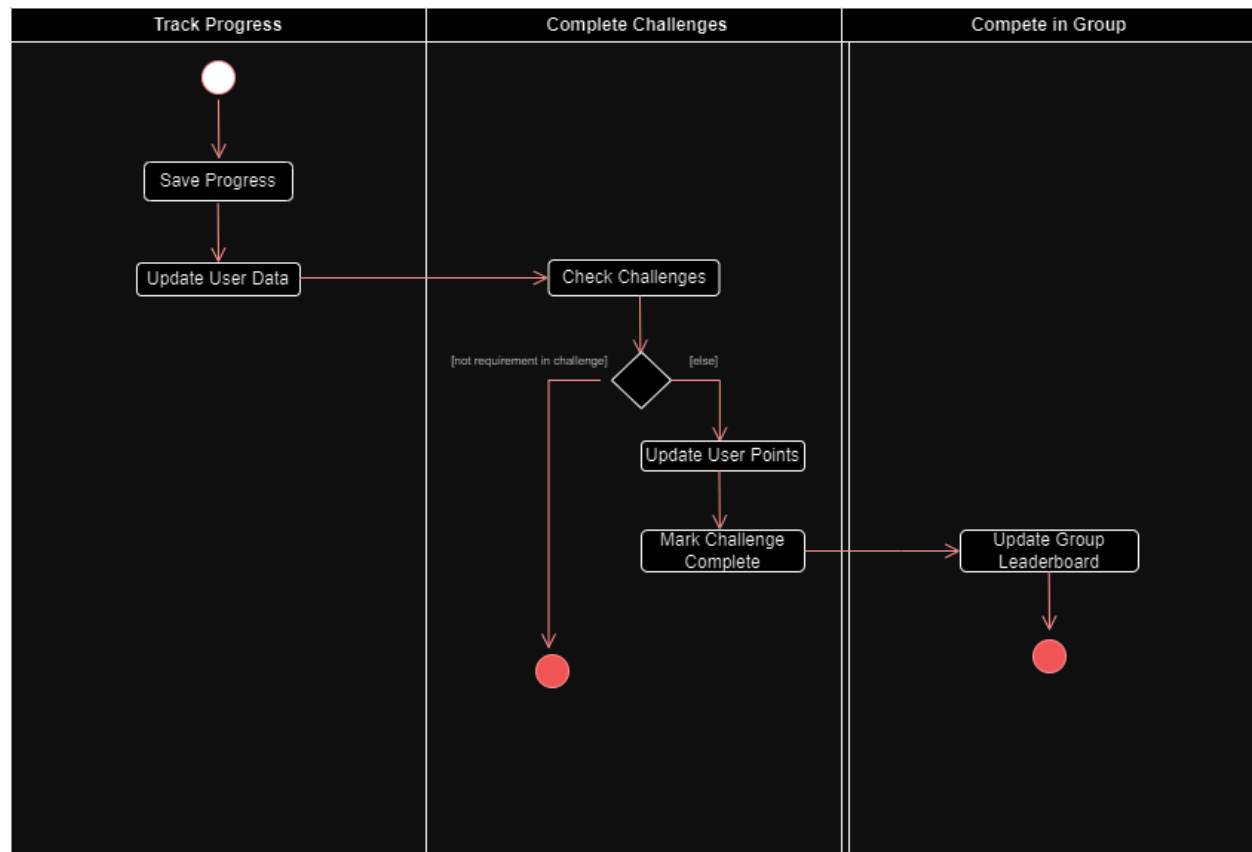 Track Progress
Complete Challenges
Compete in Group
Save Progress
Update User Data
Check Challenges
[not requirement in challenge]
[else]
Update User Points
Mark Challenge
Complete
Update Group
Leaderboard